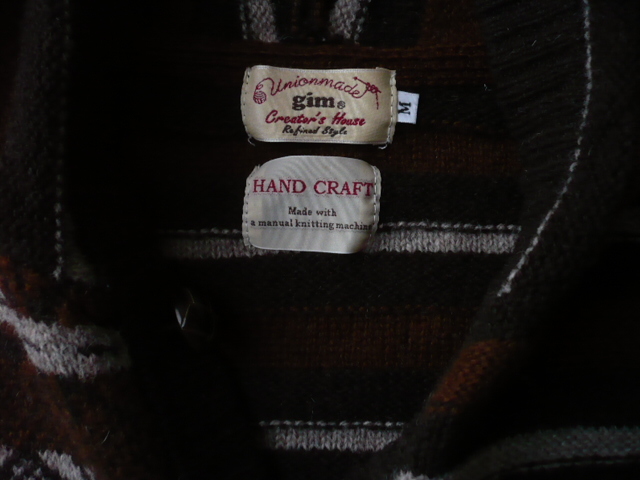 Unionmade
gim®
Creator's House
Refined Style
M
HAND CRAFT
Made with
a manual knitting machine